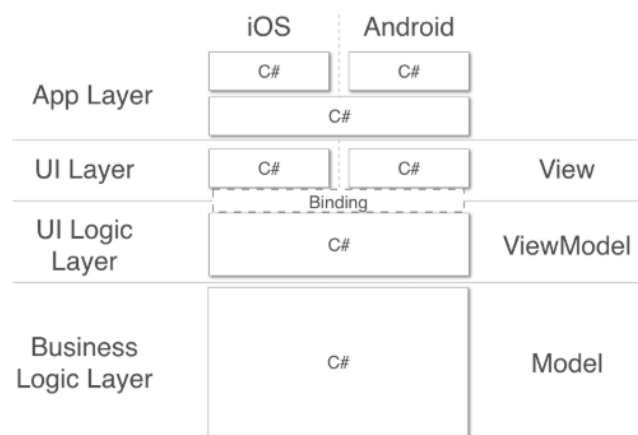 iOS Android
C# C#
App Layer
C#
UI Layer C# C# View
Binding
UI Logic
Layer
C# ViewModel
Business
Logic Layer
C# Model